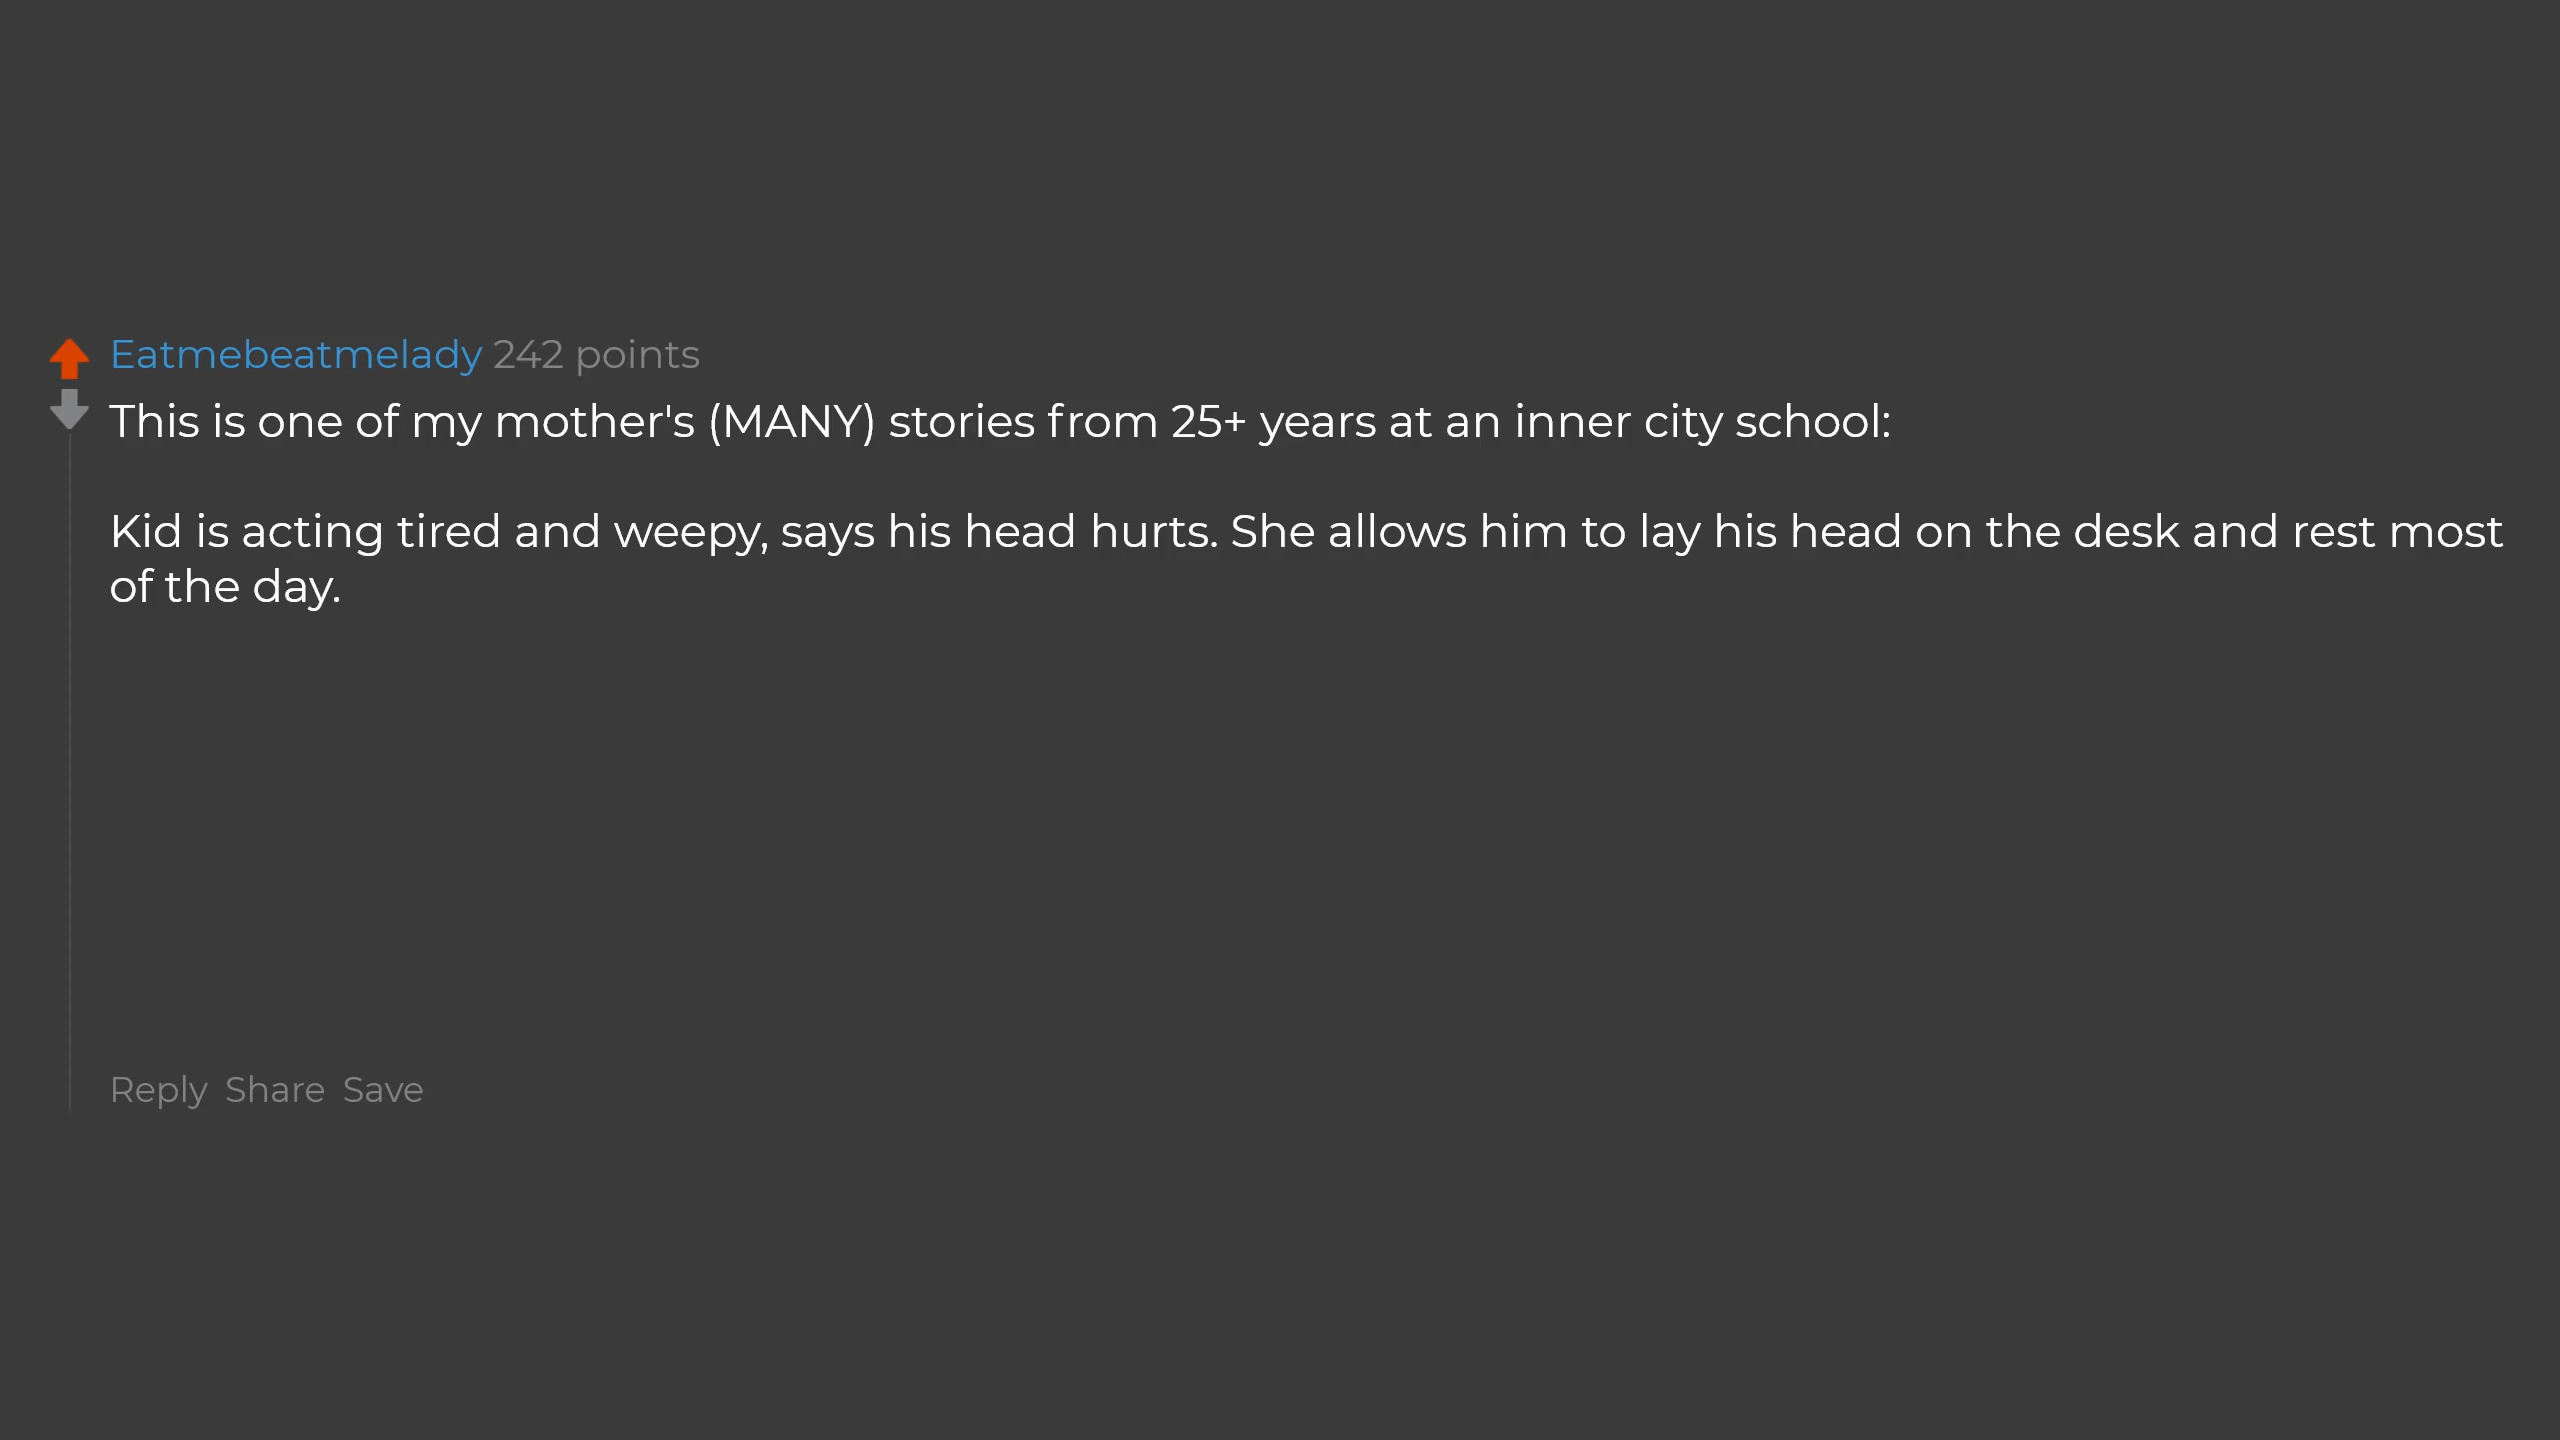 Eatmebeatmelady 242 points
This is one of my mother's (MANY) stories from 25+ years at an inner city school:
Kid is acting tired and weepy, says his head hurts. She allows him to lay his head on the desk and rest most
of the day.
Reply Share Save